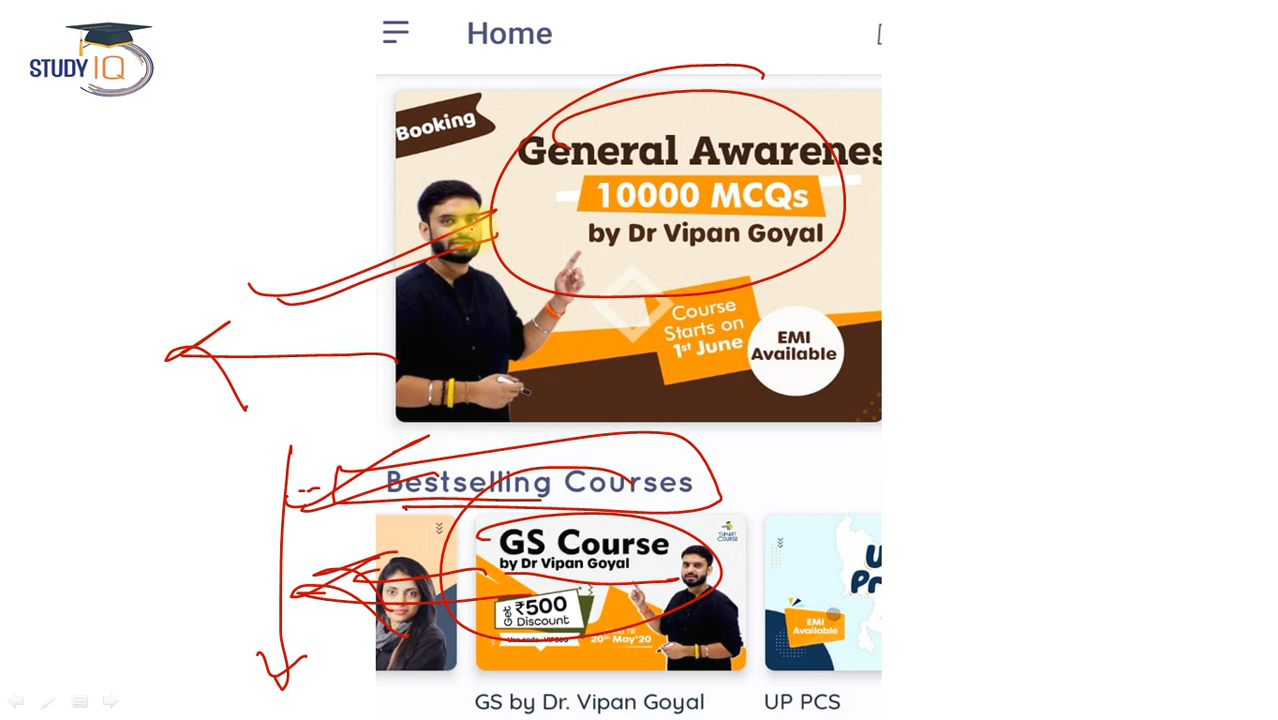 STUDY IQ
Home
Booking
General Awarenes
10000 MCQs
by Dr Vipan Goyal
Course
Starts on
1st June
EMI
Available
Bestselling Courses
GS Course
by Dr Vipan Goyal
SMART
COURSE
Get ₹500
Discount
20th May'20
EMI
Available
GS by Dr. Vipan Goyal
UP PCS